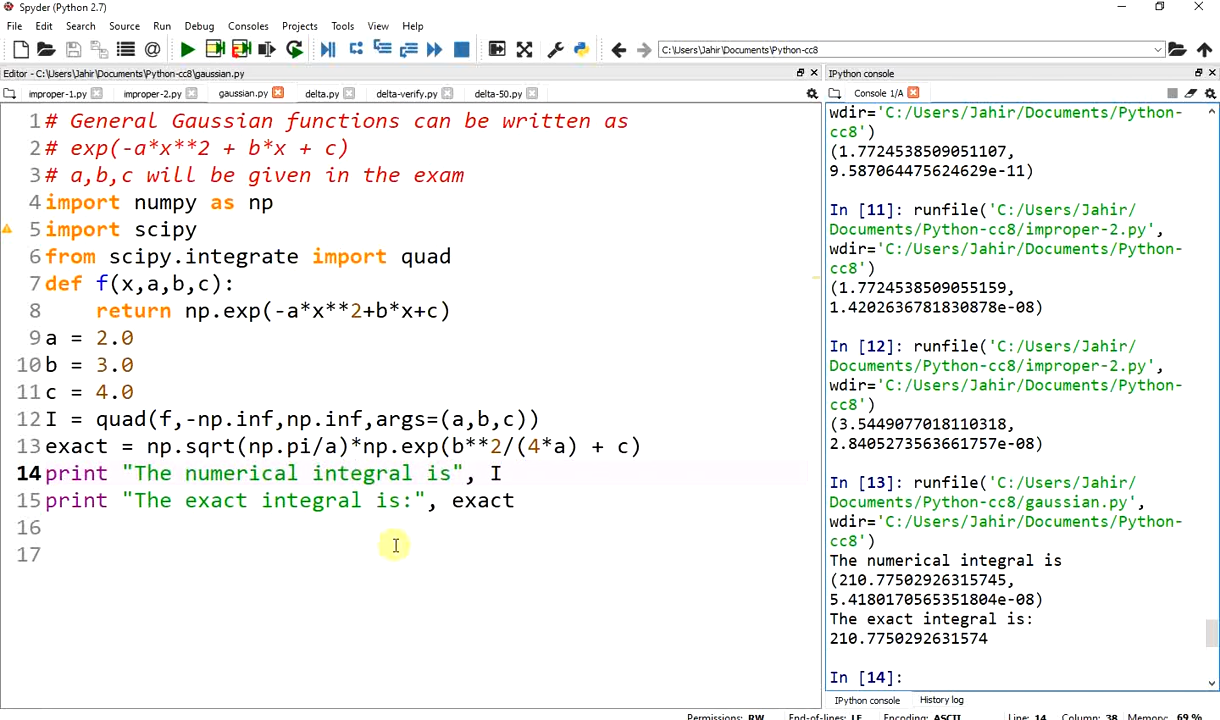 Spyder (Python 2.7)
File Edit Search Source Run Debug Consoles Projects Tools View Help
C:\Users\Jahir\Documents\Python-cc8
Editor - C:\Users\Jahir\Documents\Python-cc8\gaussian.py
improper-1.py improper-2.py gaussian.py delta.py delta-verify.py delta-50.py
1 # General Gaussian functions can be written as
2 # exp(-a*x**2 + b*x + c)
3 # a,b,c will be given in the exam
4 import numpy as np
5 import scipy
6 from scipy.integrate import quad
7 def f(x,a,b,c):
8     return np.exp(-a*x**2+b*x+c)
9 a = 2.0
10 b = 3.0
11 c = 4.0
12 I = quad(f,-np.inf,np.inf,args=(a,b,c))
13 exact = np.sqrt(np.pi/a)*np.exp(b**2/(4*a) + c)
14 print "The numerical integral is", I
15 print "The exact integral is:", exact
16
17
IPython console
Console 1/A
wdir='C:/Users/Jahir/Documents/Python-
cc8')
(1.7724538509051107,
9.587064475624629e-11)
In [11]: runfile('C:/Users/Jahir/
Documents/Python-cc8/improper-2.py',
wdir='C:/Users/Jahir/Documents/Python-
cc8')
(1.7724538509055159,
1.4202636781830878e-08)
In [12]: runfile('C:/Users/Jahir/
Documents/Python-cc8/improper-2.py',
wdir='C:/Users/Jahir/Documents/Python-
cc8')
(3.5449077018110318,
2.8405273563661757e-08)
In [13]: runfile('C:/Users/Jahir/
Documents/Python-cc8/gaussian.py',
wdir='C:/Users/Jahir/Documents/Python-
cc8')
The numerical integral is
(210.77502926315745,
5.4180170565351804e-08)
The exact integral is:
210.7750292631574
In [14]:
IPython console History log
Permissions: RW End-of-lines: LF Encoding: ASCII Line: 14 Column: 38 Memory: 69 %